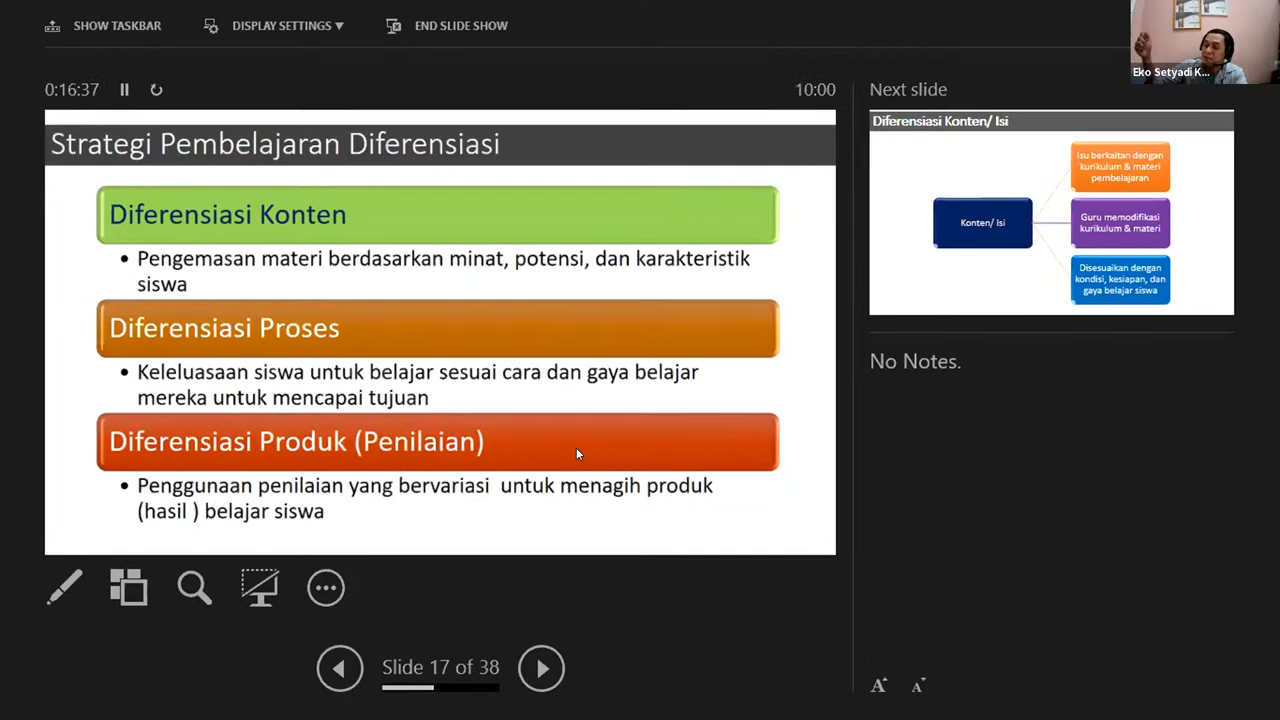 SHOW TASKBAR
DISPLAY SETTINGS ▼
END SLIDE SHOW
Eko Setyadi K...
0:16:37
10:00
Strategi Pembelajaran Diferensiasi
Diferensiasi Konten
• Pengemasan materi berdasarkan minat, potensi, dan karakteristik
siswa
Diferensiasi Proses
• Keleluasaan siswa untuk belajar sesuai cara dan gaya belajar
mereka untuk mencapai tujuan
Diferensiasi Produk (Penilaian)
• Penggunaan penilaian yang bervariasi untuk menagih produk
(hasil ) belajar siswa
Slide 17 of 38
Next slide
Diferensiasi Konten/ Isi
Konten/ Isi
Isu berkaitan dengan
kurikulum & materi
pembelajaran
Guru memodifikasi
kurikulum & materi
Disesuaikan dengan
kondisi, kesiapan, dan
gaya belajar siswa
No Notes.
A A